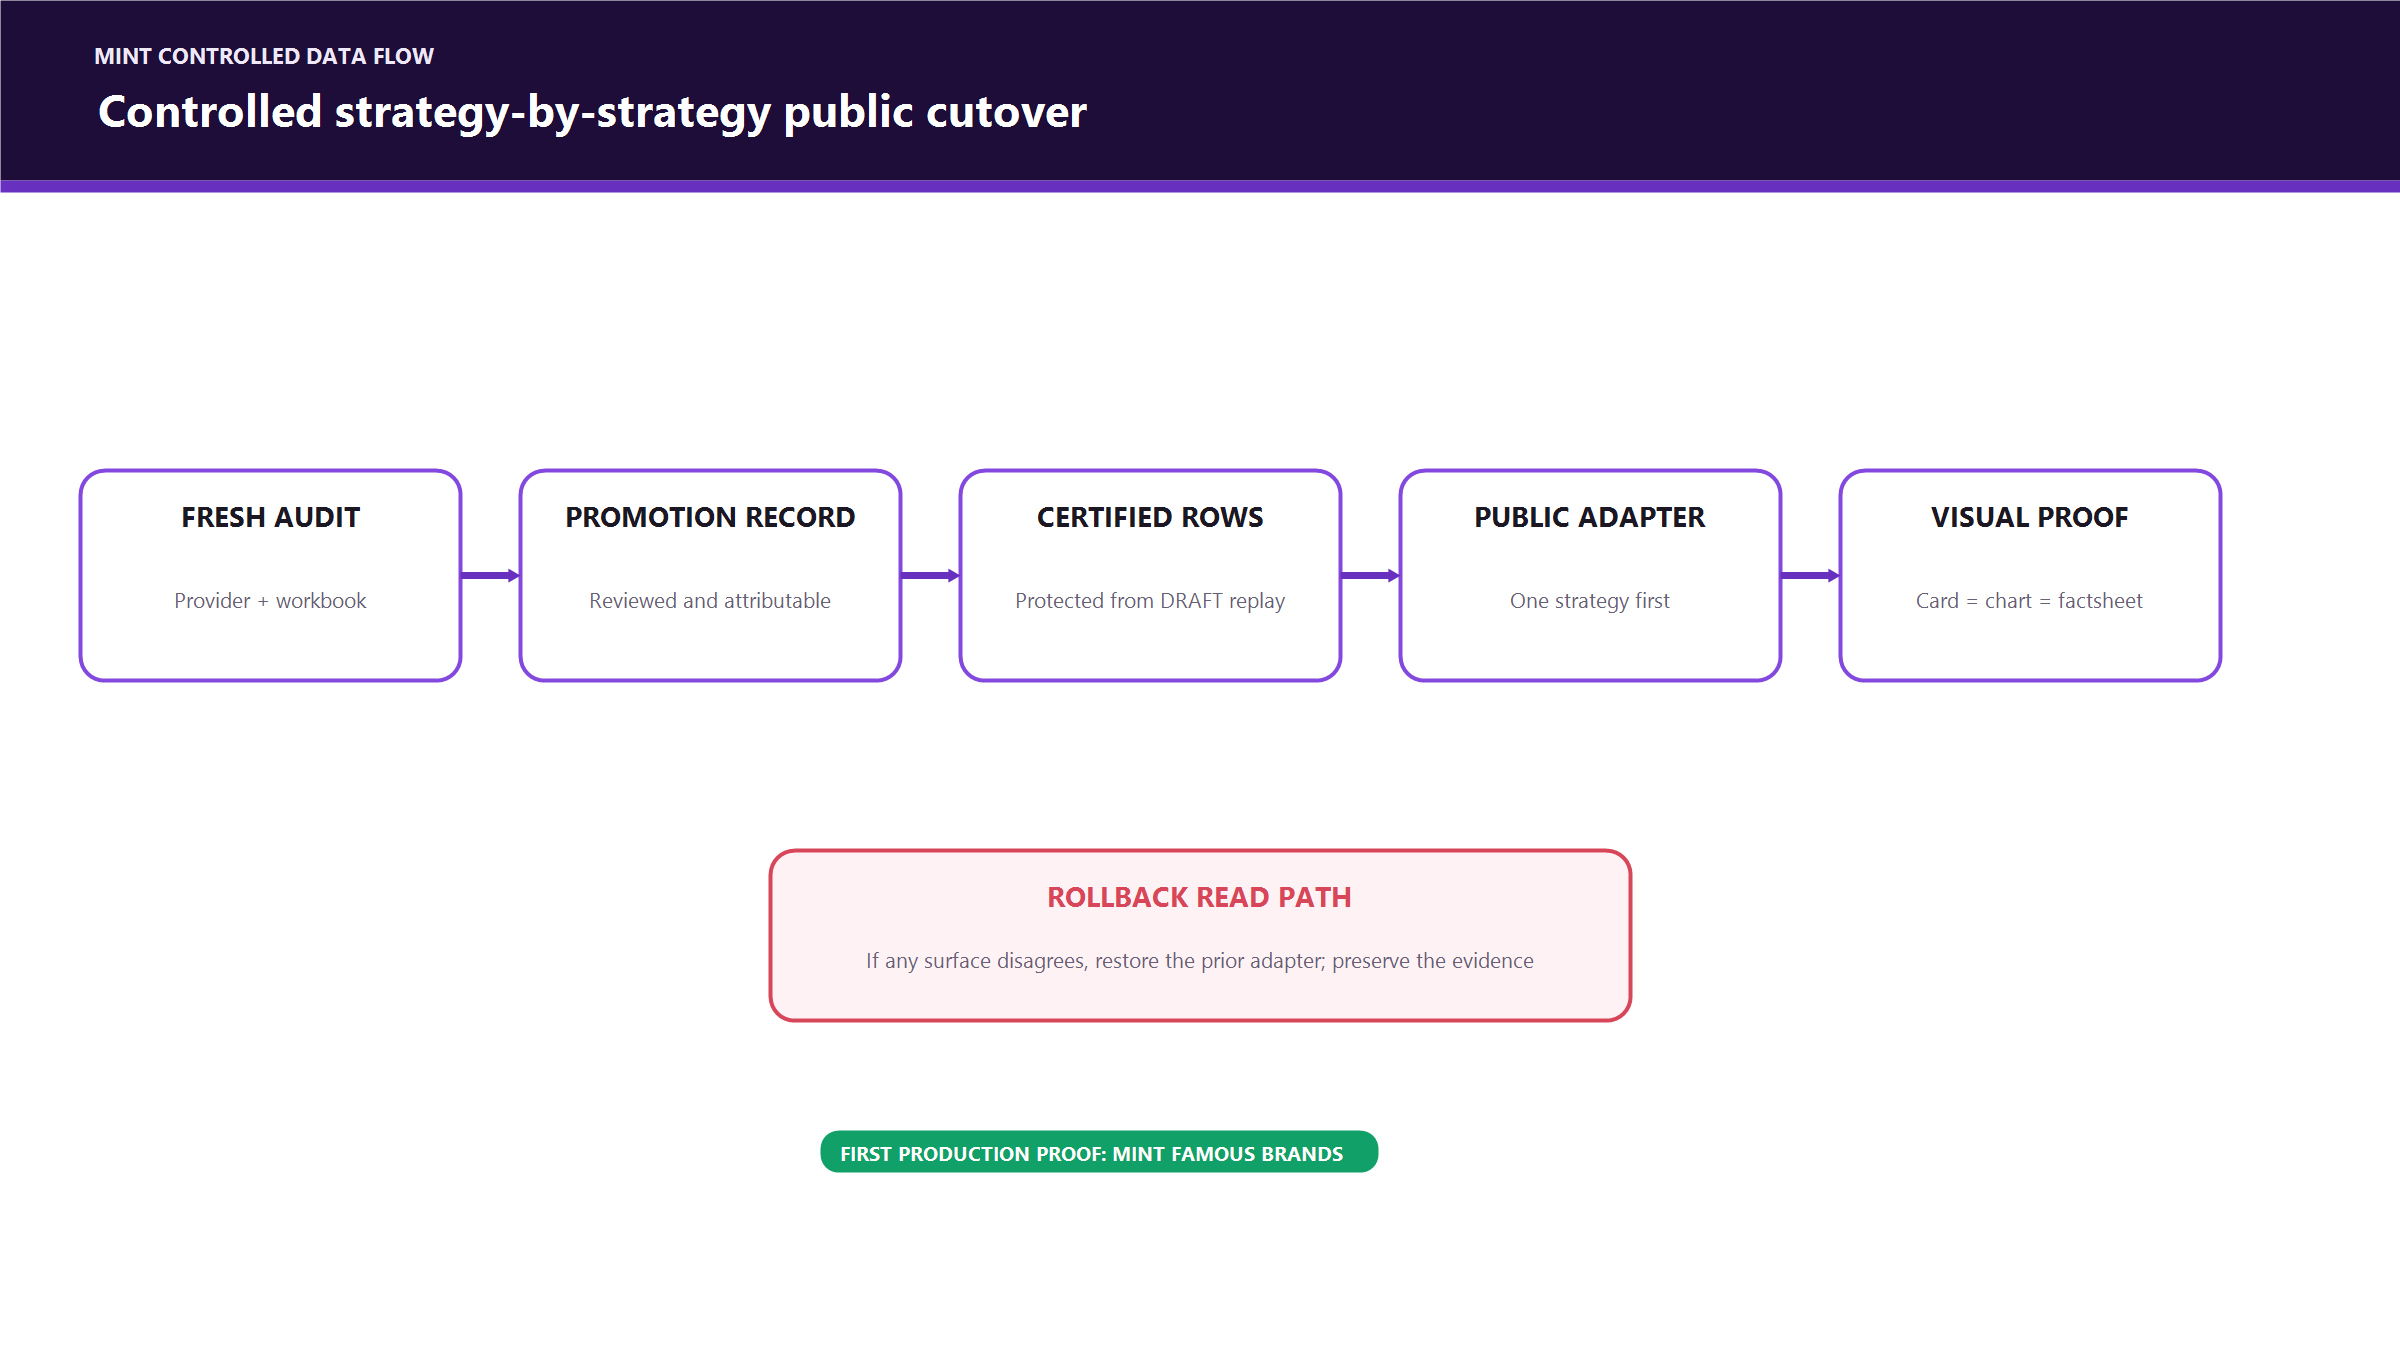 MINT CONTROLLED DATA FLOW
Controlled strategy-by-strategy public cutover
FRESH AUDIT
Provider + workbook
PROMOTION RECORD
Reviewed and attributable
CERTIFIED ROWS
Protected from DRAFT replay
PUBLIC ADAPTER
One strategy first
VISUAL PROOF
Card = chart = factsheet
ROLLBACK READ PATH
If any surface disagrees, restore the prior adapter; preserve the evidence
FIRST PRODUCTION PROOF: MINT FAMOUS BRANDS